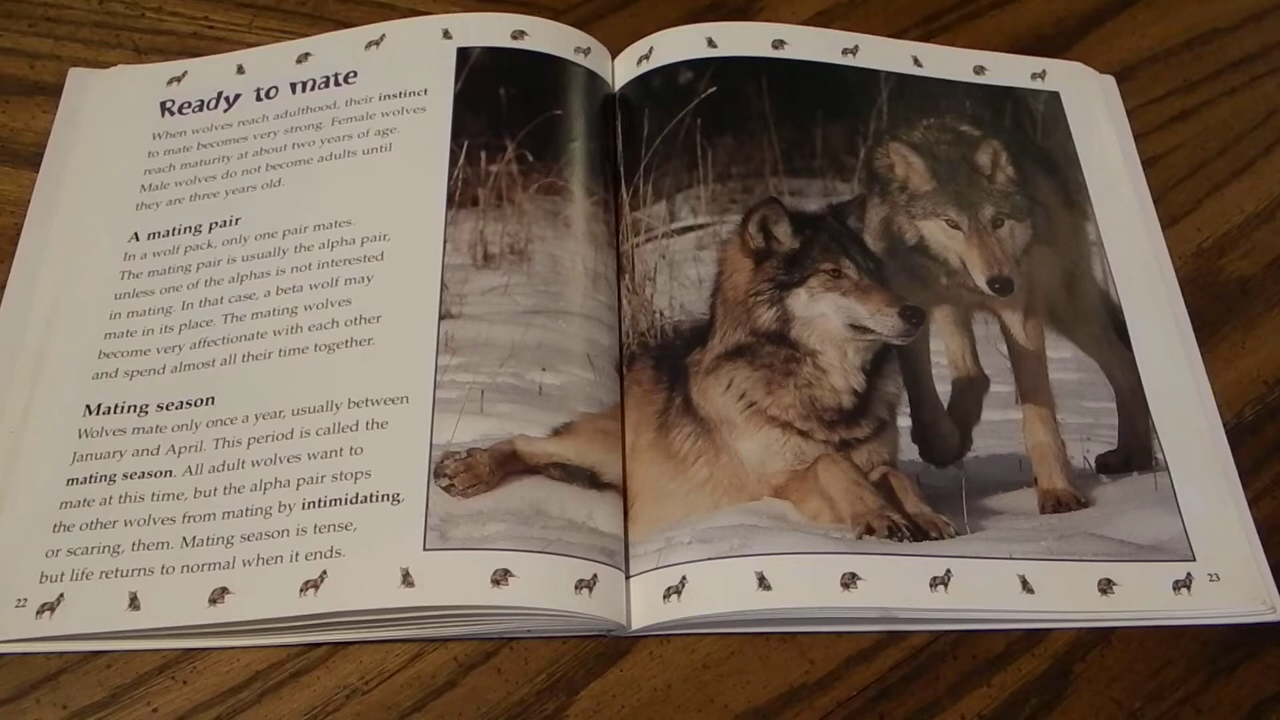 Ready to mate
When wolves reach adulthood, their instinct
to mate becomes very strong. Female wolves
reach maturity at about two years of age.
Male wolves do not become adults until
they are three years old.
A mating pair
In a wolf pack, only one pair mates.
The mating pair is usually the alpha pair,
unless one of the alphas is not interested
in mating. In that case, a beta wolf may
mate in its place. The mating wolves
become very affectionate with each other
and spend almost all their time together.
Mating season
Wolves mate only once a year, usually between
January and April. This period is called the
mating season. All adult wolves want to
mate at this time, but the alpha pair stops
the other wolves from mating by intimidating,
or scaring, them. Mating season is tense,
but life returns to normal when it ends.
22
23